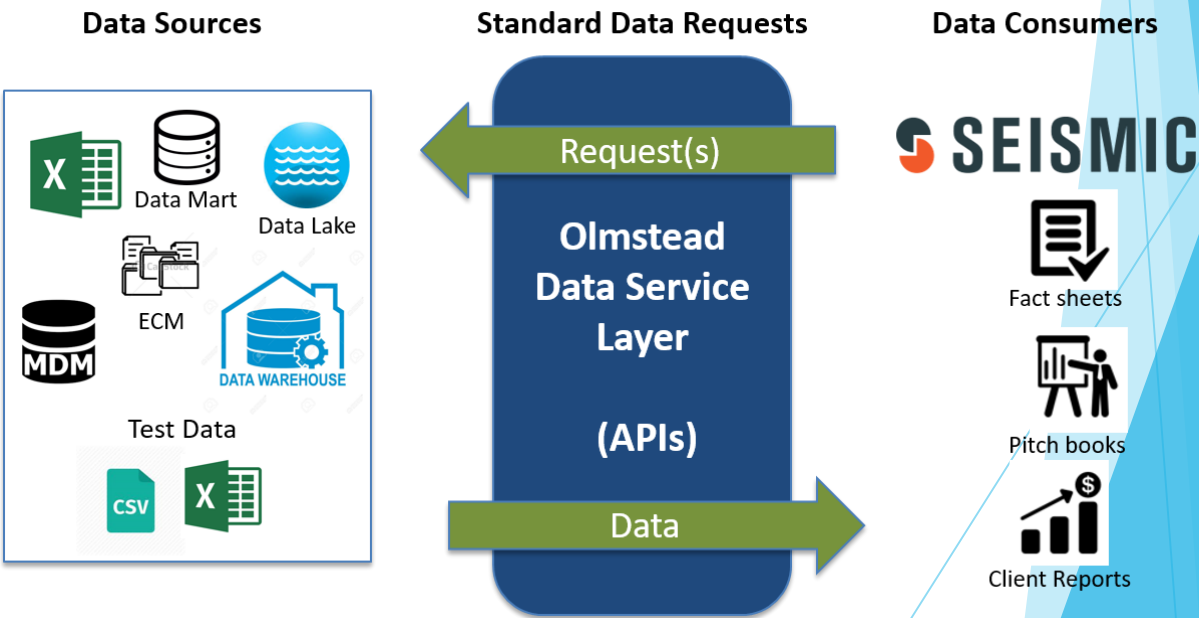 Data Sources
Standard Data Requests
Data Consumers
X
Data Mart
Data Lake
ECM
MDM
DATA WAREHOUSE
Test Data
CSV
X
Request(s)
Olmstead
Data Service
Layer
(APIs)
Data
SEISMIC
Fact sheets
Pitch books
$
Client Reports